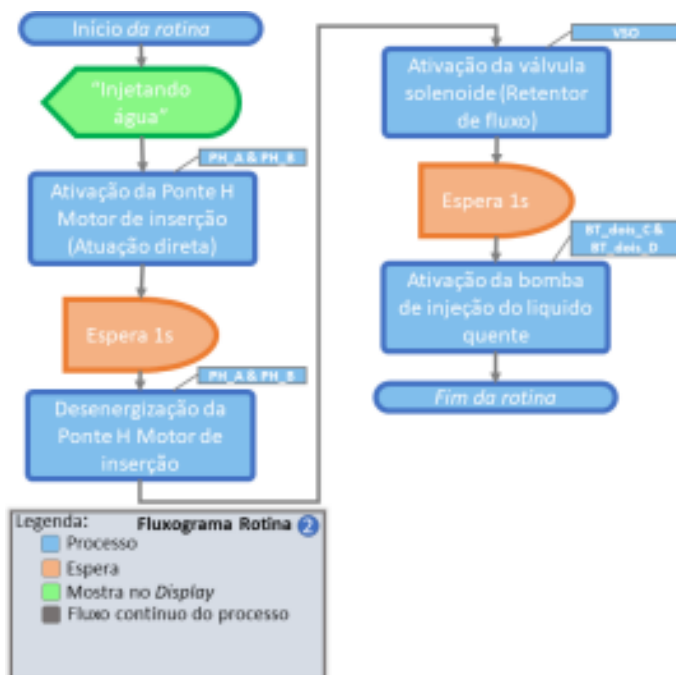 Início da rotina
"Injetando
água"
PH_A & PH_B
Ativação da Ponte H
Motor de inserção
(Atuação direta)
Espera 1s
PH_A & PH_B
Desenergização da
Ponte H Motor de
inserção
VSO
Ativação da válvula
solenoide (Retentor
de fluxo)
Espera 1s
BT_dois_C &
BT_dois_D
Ativação da bomba
de injeção do liquido
quente
Fim da rotina
Legenda: Fluxograma Rotina 2
Processo
Espera
Mostra no Display
Fluxo contínuo do processo